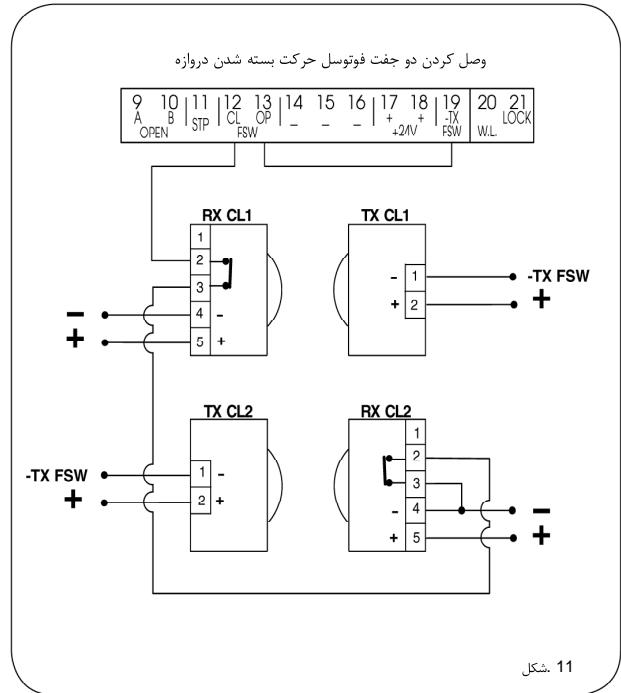 وصل کردن دو جفت فوتوسل حرکت بسته شدن دروازه
9 10 11 12 13 14 15 16 17 18 19 20 21
A B STP CL OP _ _ _ + + -TX LOCK
OPEN FSW +24V FSW W.L.
RX CL1 TX CL1
1
2
3
4 -
5 +
- 1 -TX FSW
+ 2 +
-
+
TX CL2 RX CL2
-TX FSW 1 -
+ 2 +
1
2
3
- 4 -
+ 5 +
شکل. 11